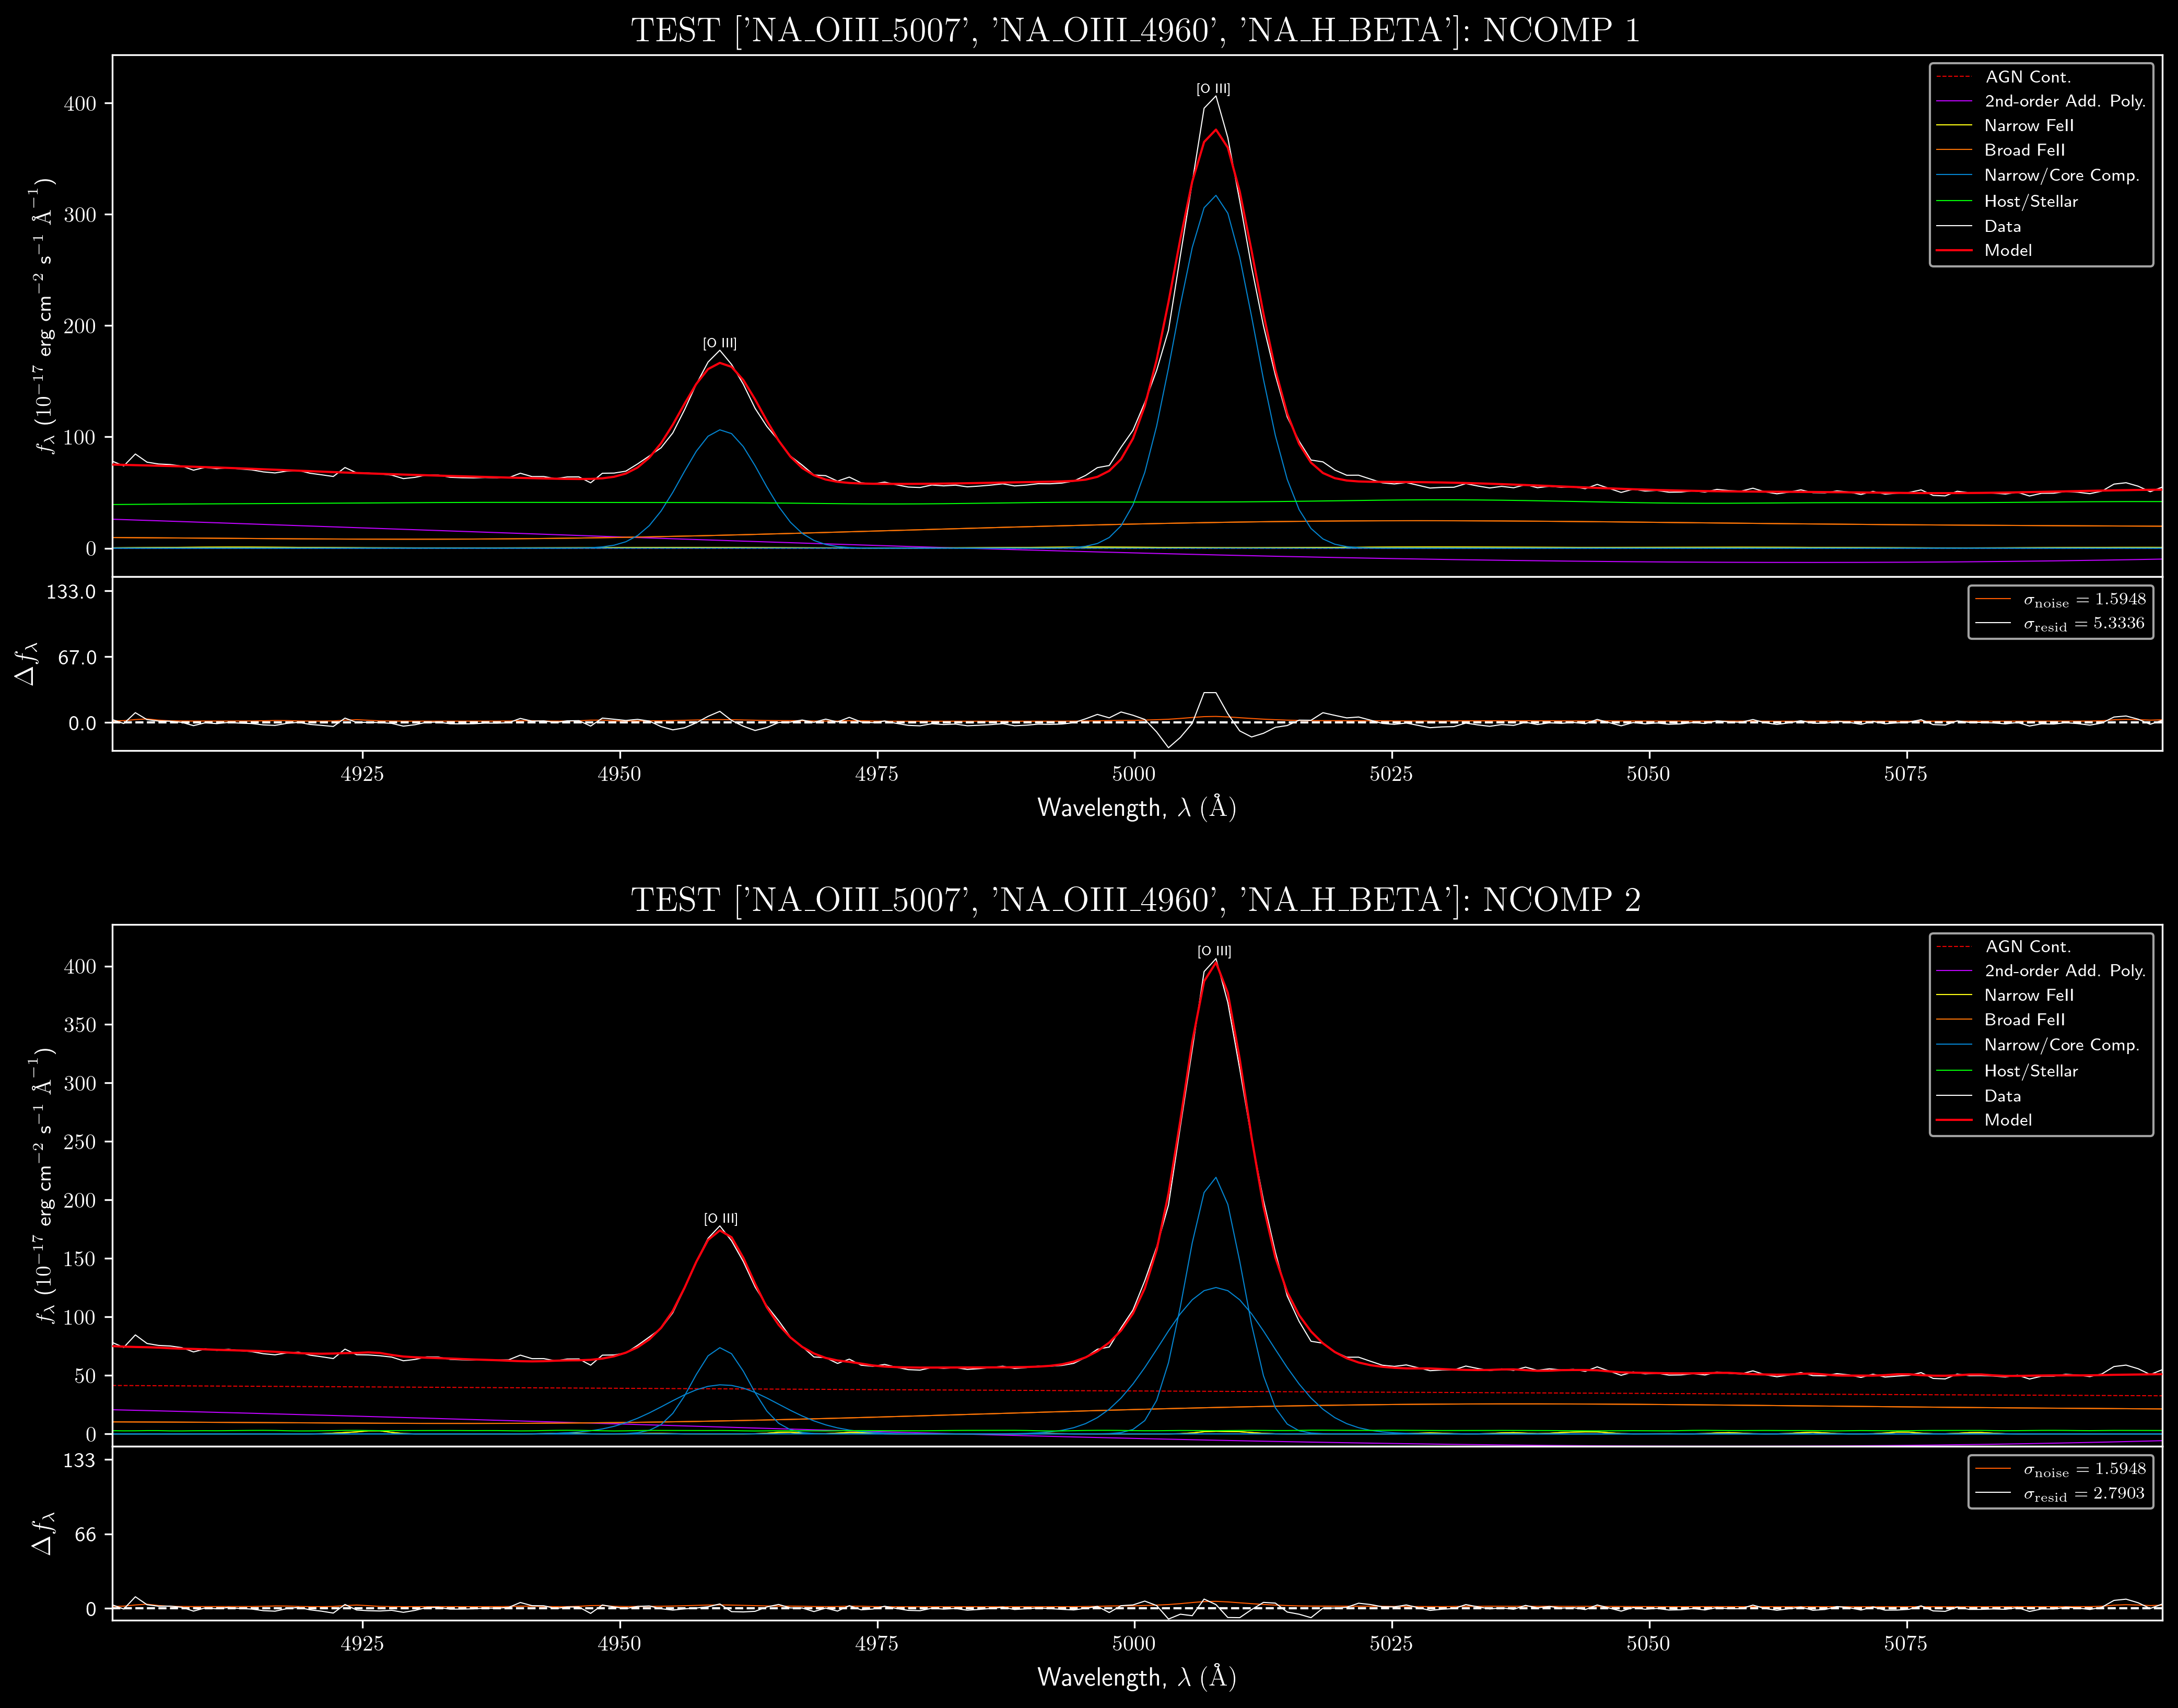 TEST ['NA_OIII_5007', 'NA_OIII_4960', 'NA_H_BETA']: NCOMP 1
AGN Cont.
2nd-order Add. Poly.
Narrow FeII
Broad FeII
Narrow/Core Comp.
Host/Stellar
Data
Model
[O III]
[O III]
400
300
200
100
0
f_λ (10^−17 erg cm^−2 s^−1 Å^−1)
σ_noise = 1.5948
σ_resid = 5.3336
133.0
67.0
0.0
Δf_λ
4925 4950 4975 5000 5025 5050 5075
Wavelength, λ (Å)
TEST ['NA_OIII_5007', 'NA_OIII_4960', 'NA_H_BETA']: NCOMP 2
AGN Cont.
2nd-order Add. Poly.
Narrow FeII
Broad FeII
Narrow/Core Comp.
Host/Stellar
Data
Model
[O III]
[O III]
400
350
300
250
200
150
100
50
0
f_λ (10^−17 erg cm^−2 s^−1 Å^−1)
σ_noise = 1.5948
σ_resid = 2.7903
133
66
0
Δf_λ
4925 4950 4975 5000 5025 5050 5075
Wavelength, λ (Å)